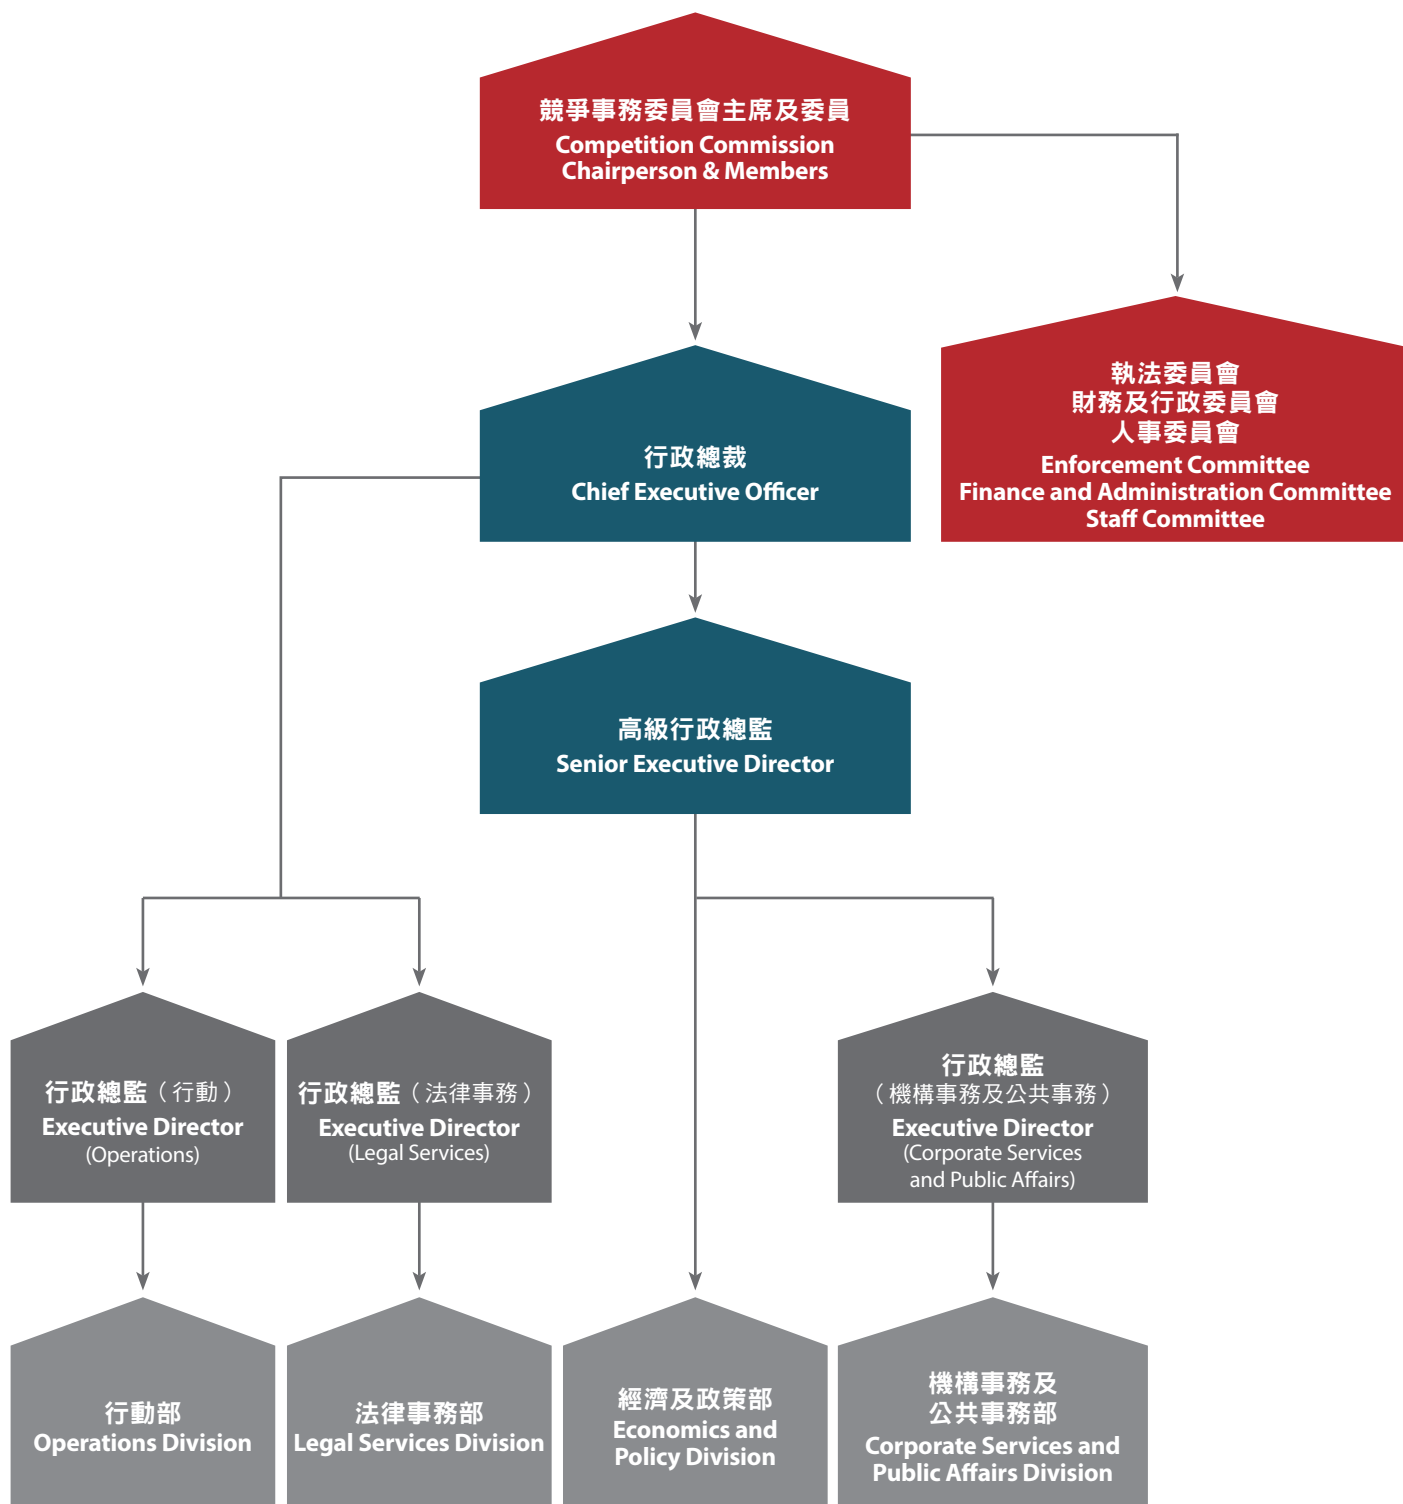 競爭事務委員會主席及委員
Competition Commission
Chairperson & Members
執法委員會
財務及行政委員會
人事委員會
Enforcement Committee
Finance and Administration Committee
Staff Committee
行政總裁
Chief Executive Officer
高級行政總監
Senior Executive Director
行政總監（行動）
Executive Director
(Operations)
行政總監（法律事務）
Executive Director
(Legal Services)
行政總監
（機構事務及公共事務）
Executive Director
(Corporate Services
and Public Affairs)
行動部
Operations Division
法律事務部
Legal Services Division
經濟及政策部
Economics and
Policy Division
機構事務及
公共事務部
Corporate Services and
Public Affairs Division